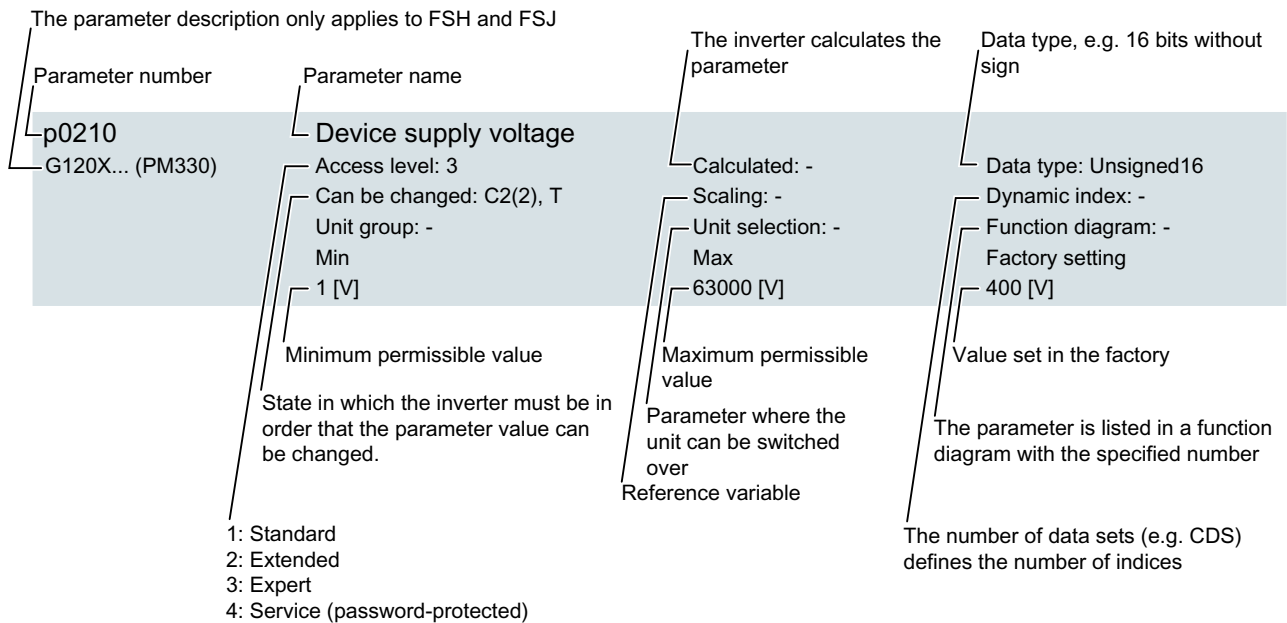 The parameter description only applies to FSH and FSJ
The inverter calculates the
parameter
Data type, e.g. 16 bits without
sign
Parameter number
Parameter name
p0210
Device supply voltage
G120X... (PM330)
Access level: 3
Calculated: -
Data type: Unsigned16
Can be changed: C2(2), T
Scaling: -
Dynamic index: -
Unit group: -
Unit selection: -
Function diagram: -
Min
Max
Factory setting
1 [V]
63000 [V]
400 [V]
Minimum permissible value
Maximum permissible
value
Value set in the factory
State in which the inverter must be in
order that the parameter value can
be changed.
Parameter where the
unit can be switched
over
The parameter is listed in a function
diagram with the specified number
Reference variable
1: Standard
2: Extended
3: Expert
4: Service (password-protected)
The number of data sets (e.g. CDS)
defines the number of indices